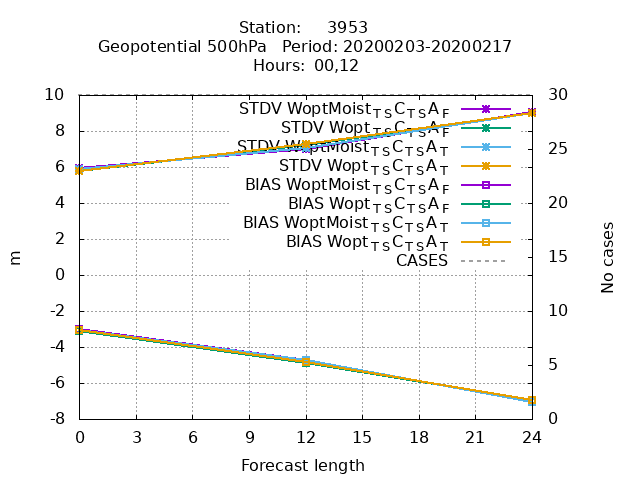 Station: 3953
Geopotential 500hPa Period: 20200203-20200217
Hours: 00,12
10 30
STDV WoptMoist_TS C_TS A_F
8
STDV Wopt_TS C_TS A_F
25
STDV WoptMoist_TS C_TS A_T
6
STDV Wopt_TS C_TS A_T
BIAS WoptMoist_TS C_TS A_F
4 20
BIAS Wopt_TS C_TS A_F
BIAS WoptMoist_TS C_TS A_T
2
BIAS Wopt_TS C_TS A_T
15
CASES
0
m
No cases
-2 10
-4
5
-6
-8 0
0 3 6 9 12 15 18 21 24
Forecast length